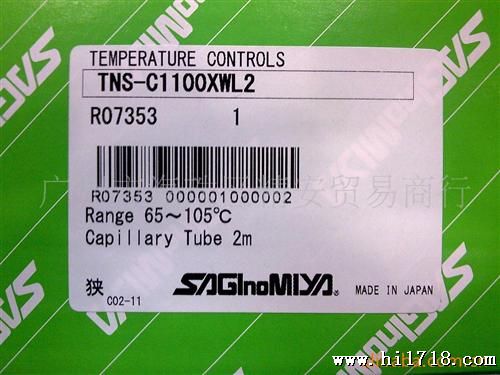 TEMPERATURE CONTROLS
TNS-C1100XWL2
R07353 1
R07353 000001000002
Range 65～105℃
Capillary Tube 2m
狭 C02-11 SAGInoMIYA® MADE IN JAPAN
www.hi1718.com